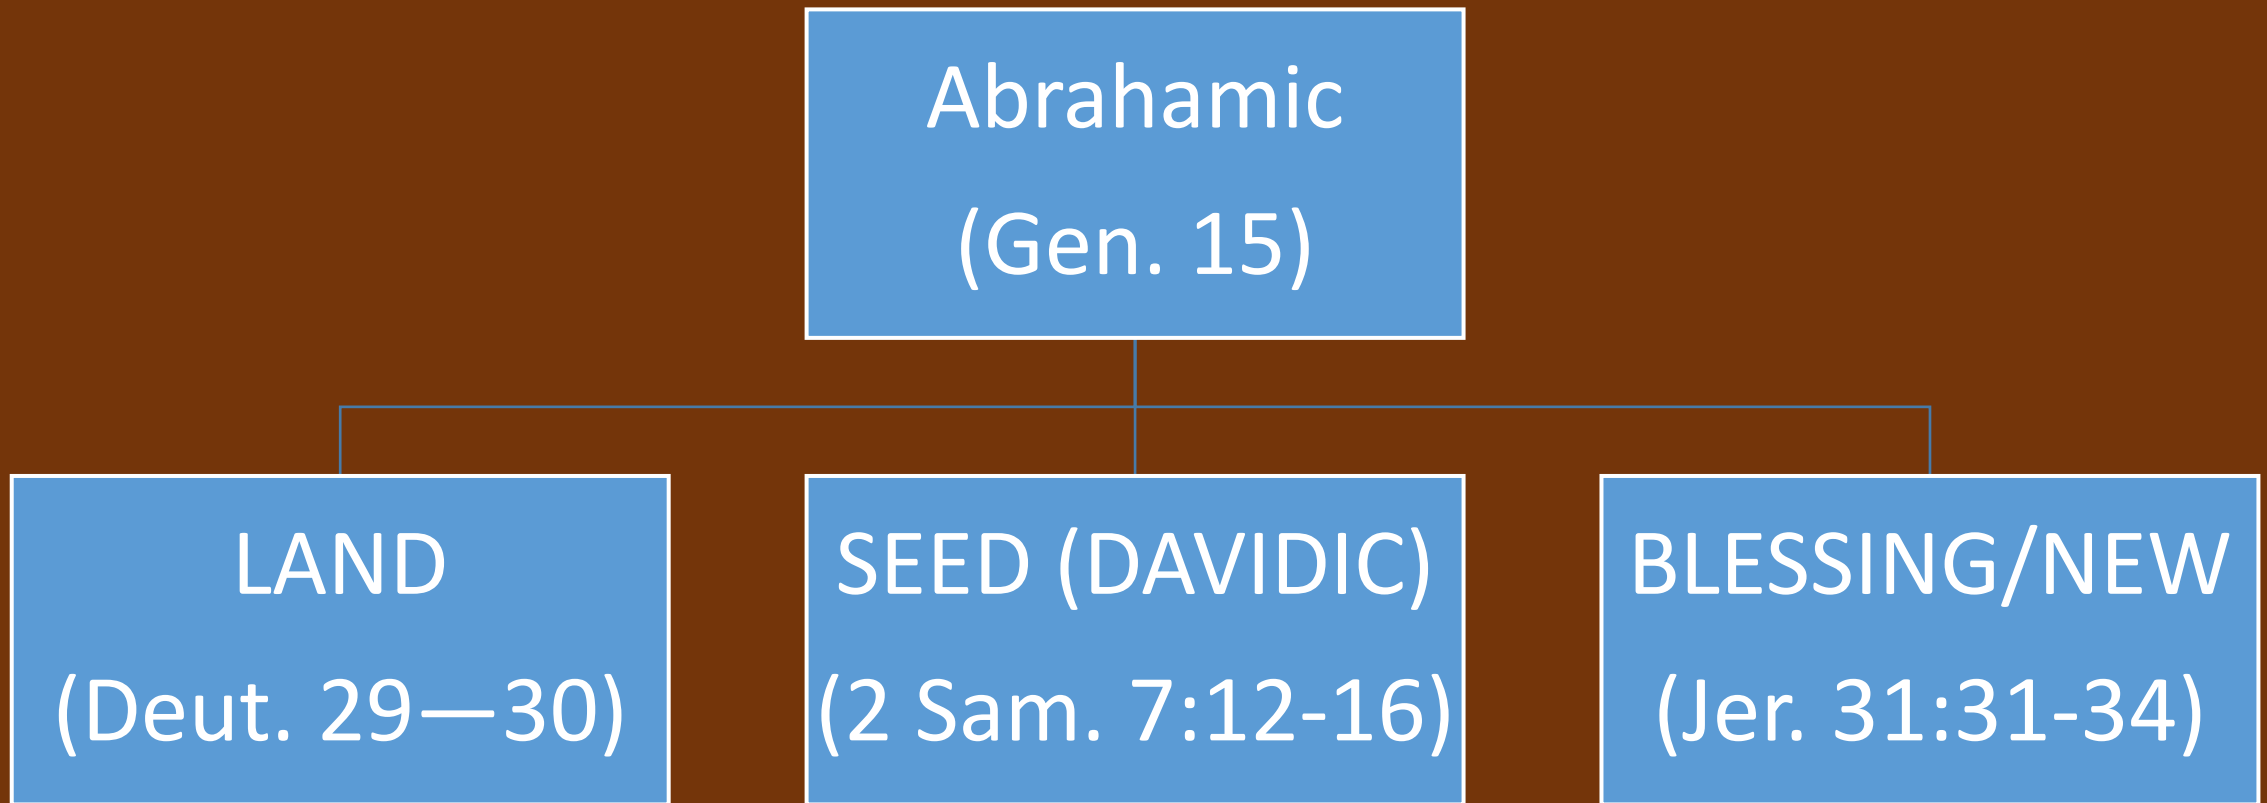 Abrahamic
(Gen. 15)
LAND
(Deut. 29—30)
SEED (DAVIDIC)
(2 Sam. 7:12-16)
BLESSING/NEW
(Jer. 31:31-34)